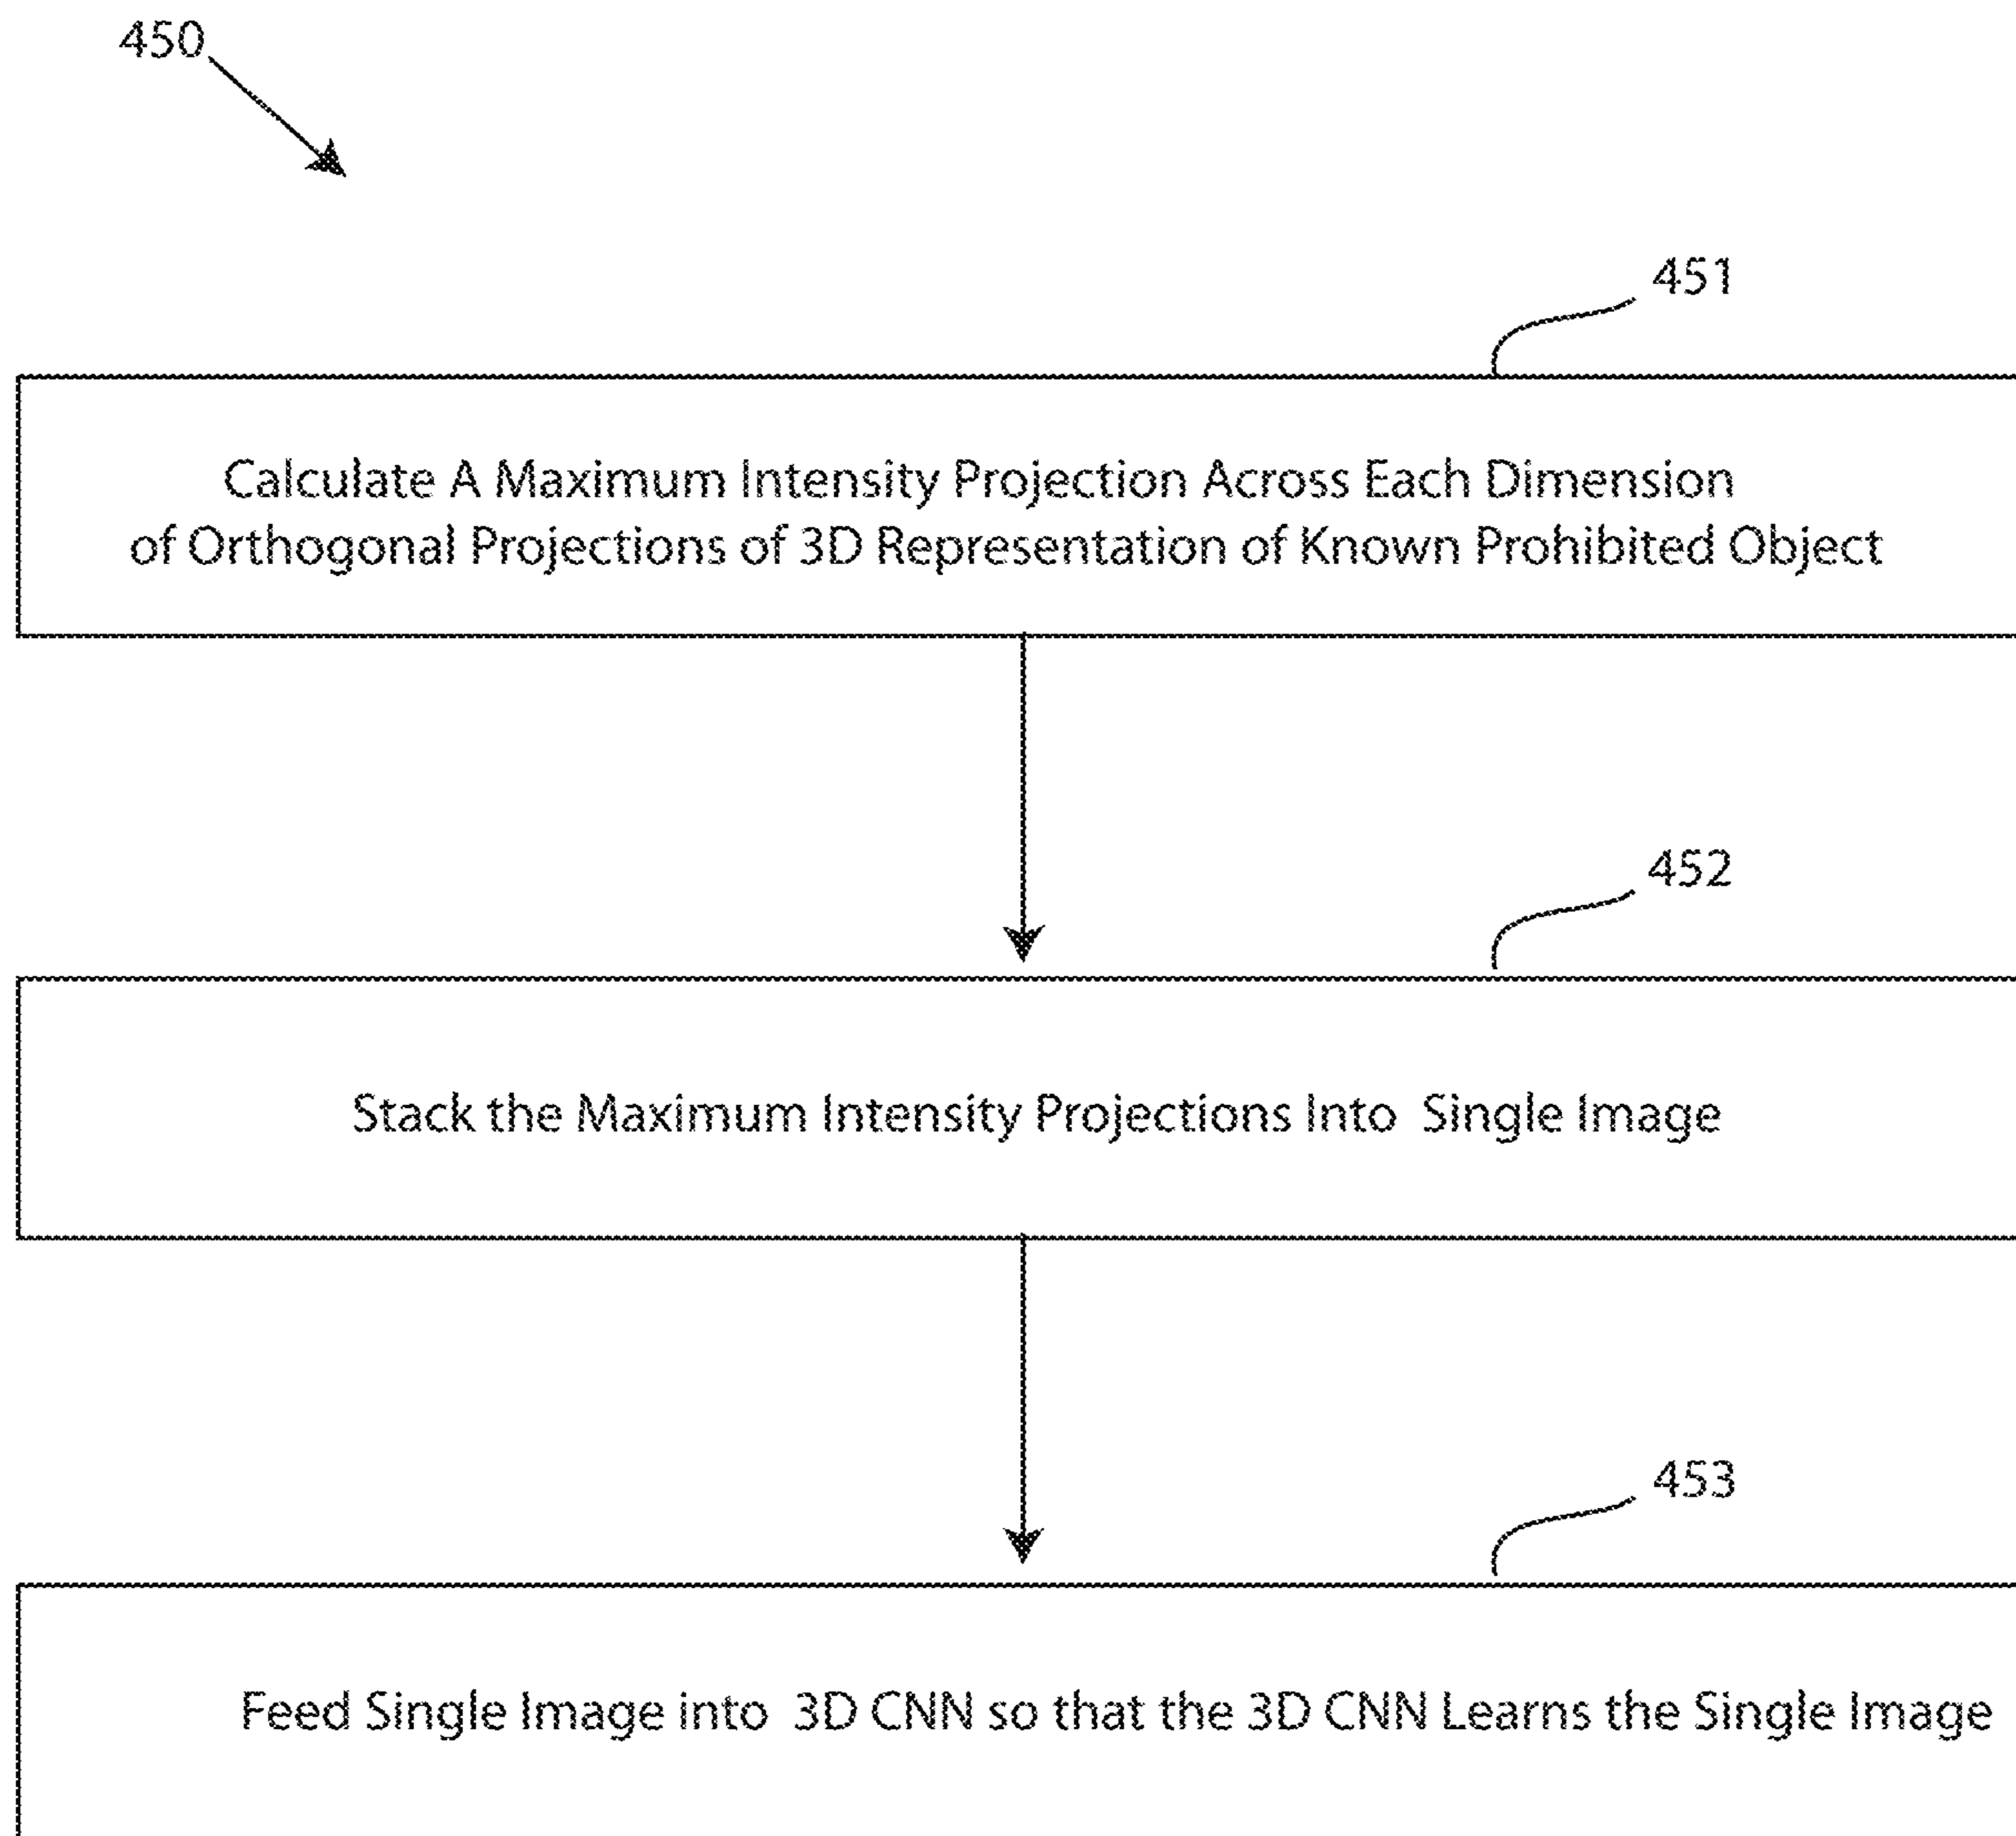 450
451
Calculate A Maximum Intensity Projection Across Each Dimension
of Orthogonal Projections of 3D Representation of Known Prohibited Object
452
Stack the Maximum Intensity Projections Into Single Image
453
Feed Single Image into 3D CNN so that the 3D CNN Learns the Single Image